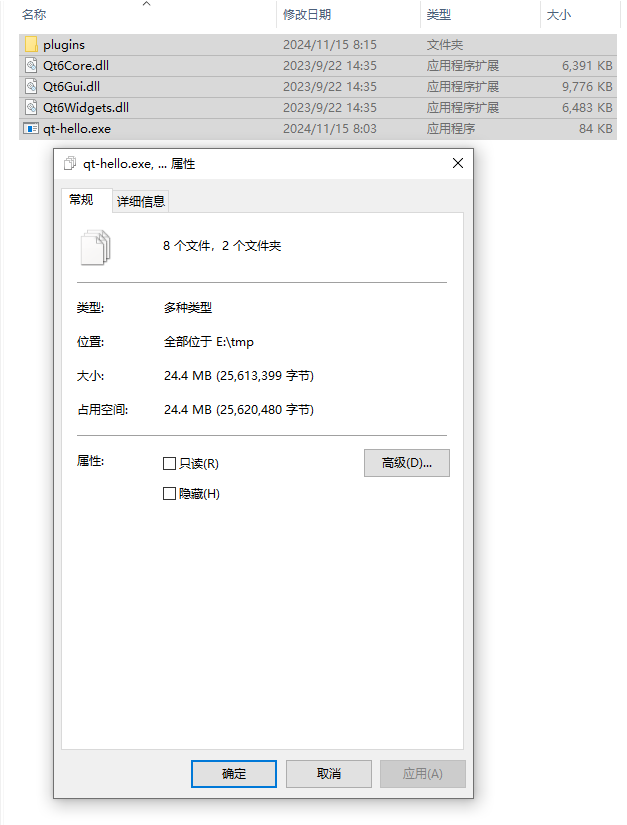 名称 修改日期 类型 大小
plugins 2024/11/15 8:15 文件夹
Qt6Core.dll 2023/9/22 14:35 应用程序扩展 6,391 KB
Qt6Gui.dll 2023/9/22 14:35 应用程序扩展 9,776 KB
Qt6Widgets.dll 2023/9/22 14:35 应用程序扩展 6,483 KB
qt-hello.exe 2024/11/15 8:03 应用程序 84 KB
qt-hello.exe, ... 属性
常规 详细信息
8 个文件，2 个文件夹
类型: 多种类型
位置: 全部位于 E:\tmp
大小: 24.4 MB (25,613,399 字节)
占用空间: 24.4 MB (25,620,480 字节)
属性: 只读(R) 高级(D)...
隐藏(H)
确定 取消 应用(A)